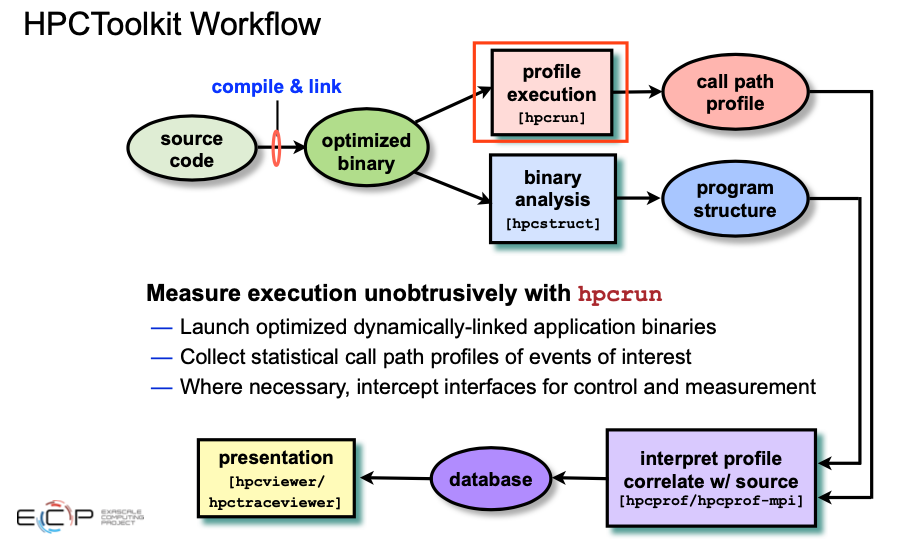 HPCToolkit Workflow
compile & link
source
code
optimized
binary
profile
execution
[hpcrun]
call path
profile
binary
analysis
[hpcstruct]
program
structure
Measure execution unobtrusively with hpcrun
— Launch optimized dynamically-linked application binaries
— Collect statistical call path profiles of events of interest
— Where necessary, intercept interfaces for control and measurement
presentation
[hpcviewer/
hpctraceviewer]
database
interpret profile
correlate w/ source
[hpcprof/hpcprof-mpi]
ECP
EXASCALE
COMPUTING
PROJECT